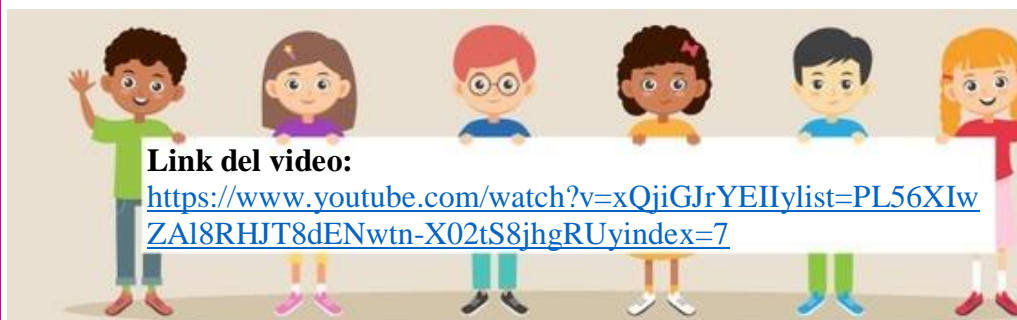 Link del video:
https://www.youtube.com/watch?v=xQjiGJrYEIIylist=PL56XIw
ZAl8RHJT8dENwtn-X02tS8jhgRUyindex=7